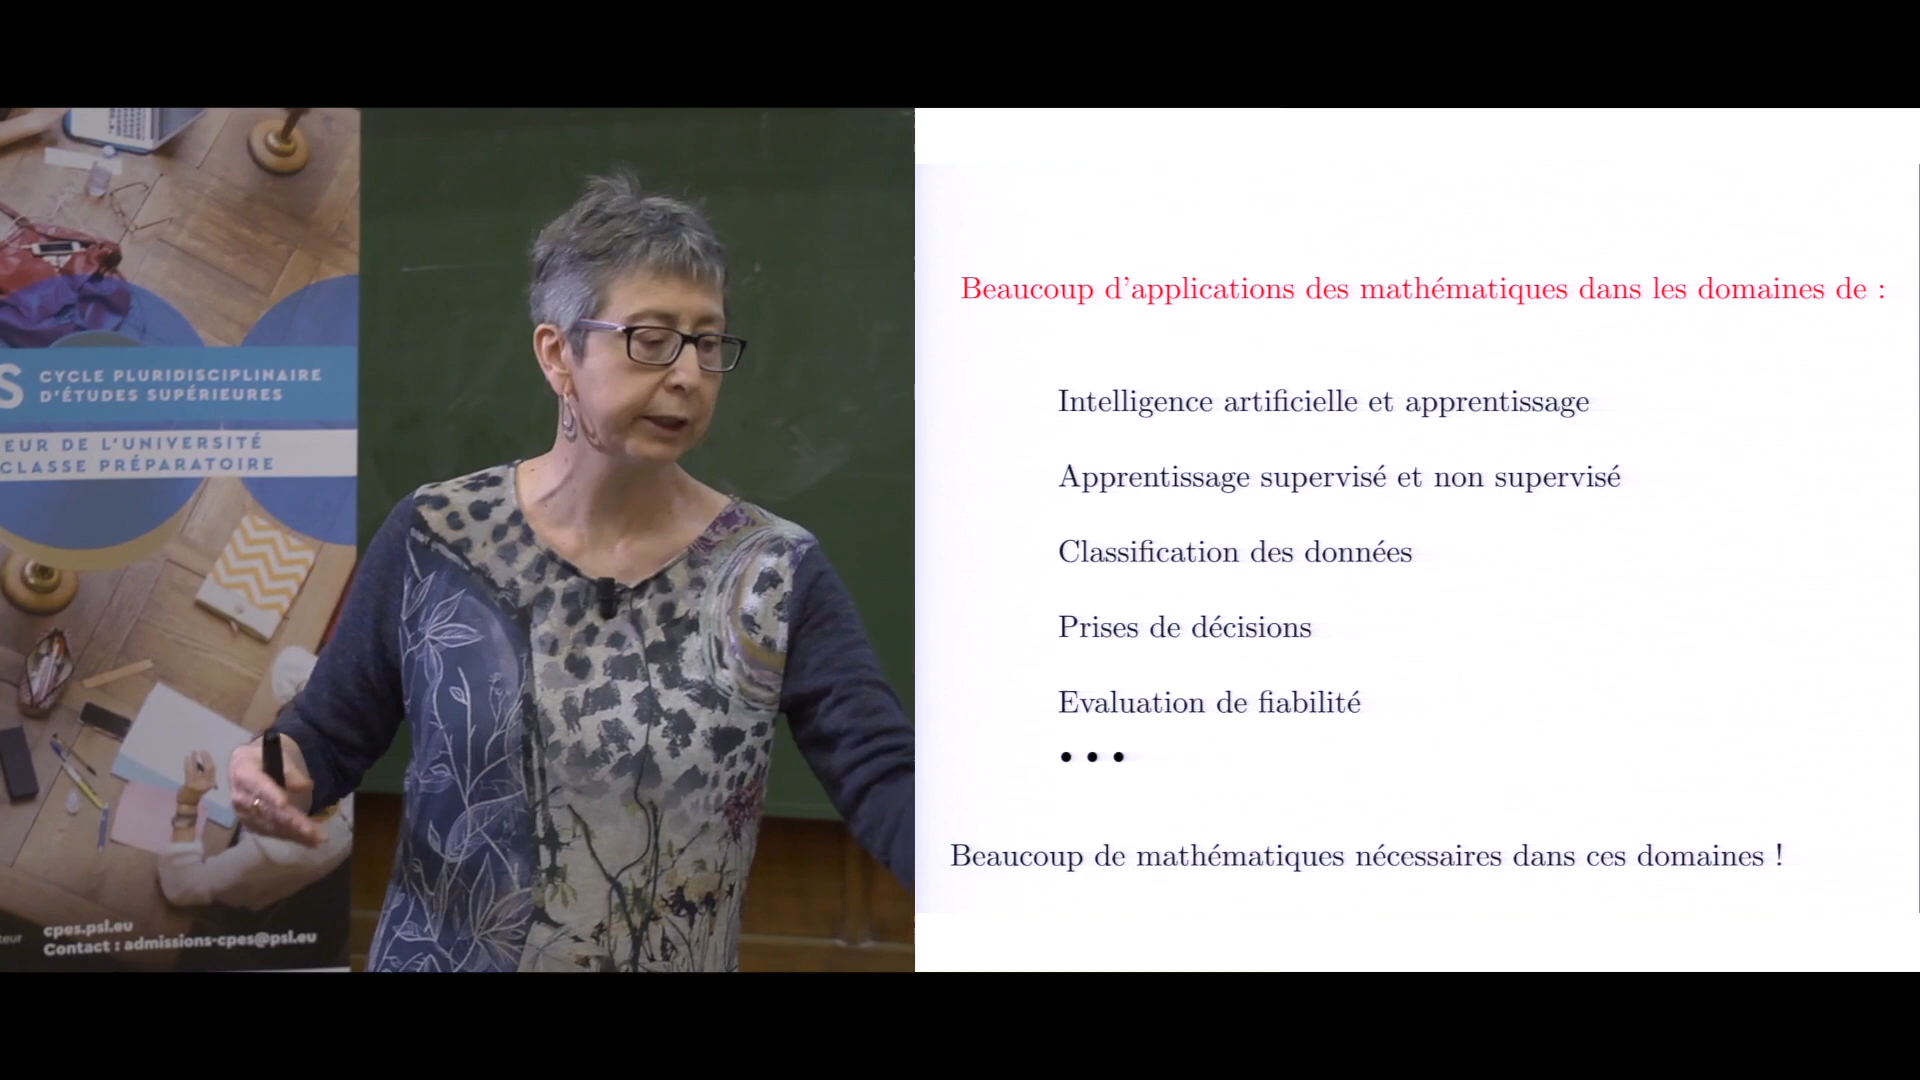 S CYCLE PLURIDISCIPLINAIRE
D'ÉTUDES SUPÉRIEURES
EUR DE L'UNIVERSITÉ
CLASSE PRÉPARATOIRE
teur
cpes.psl.eu
Contact : admissions-cpes@psl.eu
Beaucoup d'applications des mathématiques dans les domaines de :
Intelligence artificielle et apprentissage
Apprentissage supervisé et non supervisé
Classification des données
Prises de décisions
Evaluation de fiabilité
• • •
Beaucoup de mathématiques nécessaires dans ces domaines !